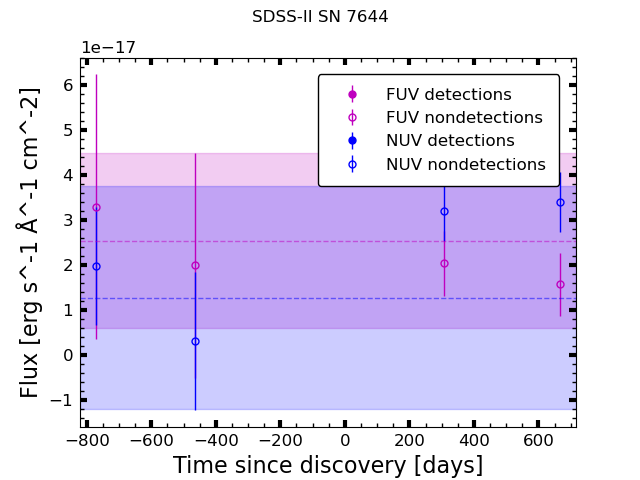 SDSS-II SN 7644
1e−17
FUV detections
FUV nondetections
NUV detections
NUV nondetections
6
5
4
3
2
1
0
−1
Flux [erg s^-1 Å^-1 cm^-2]
−800 −600 −400 −200 0 200 400 600
Time since discovery [days]